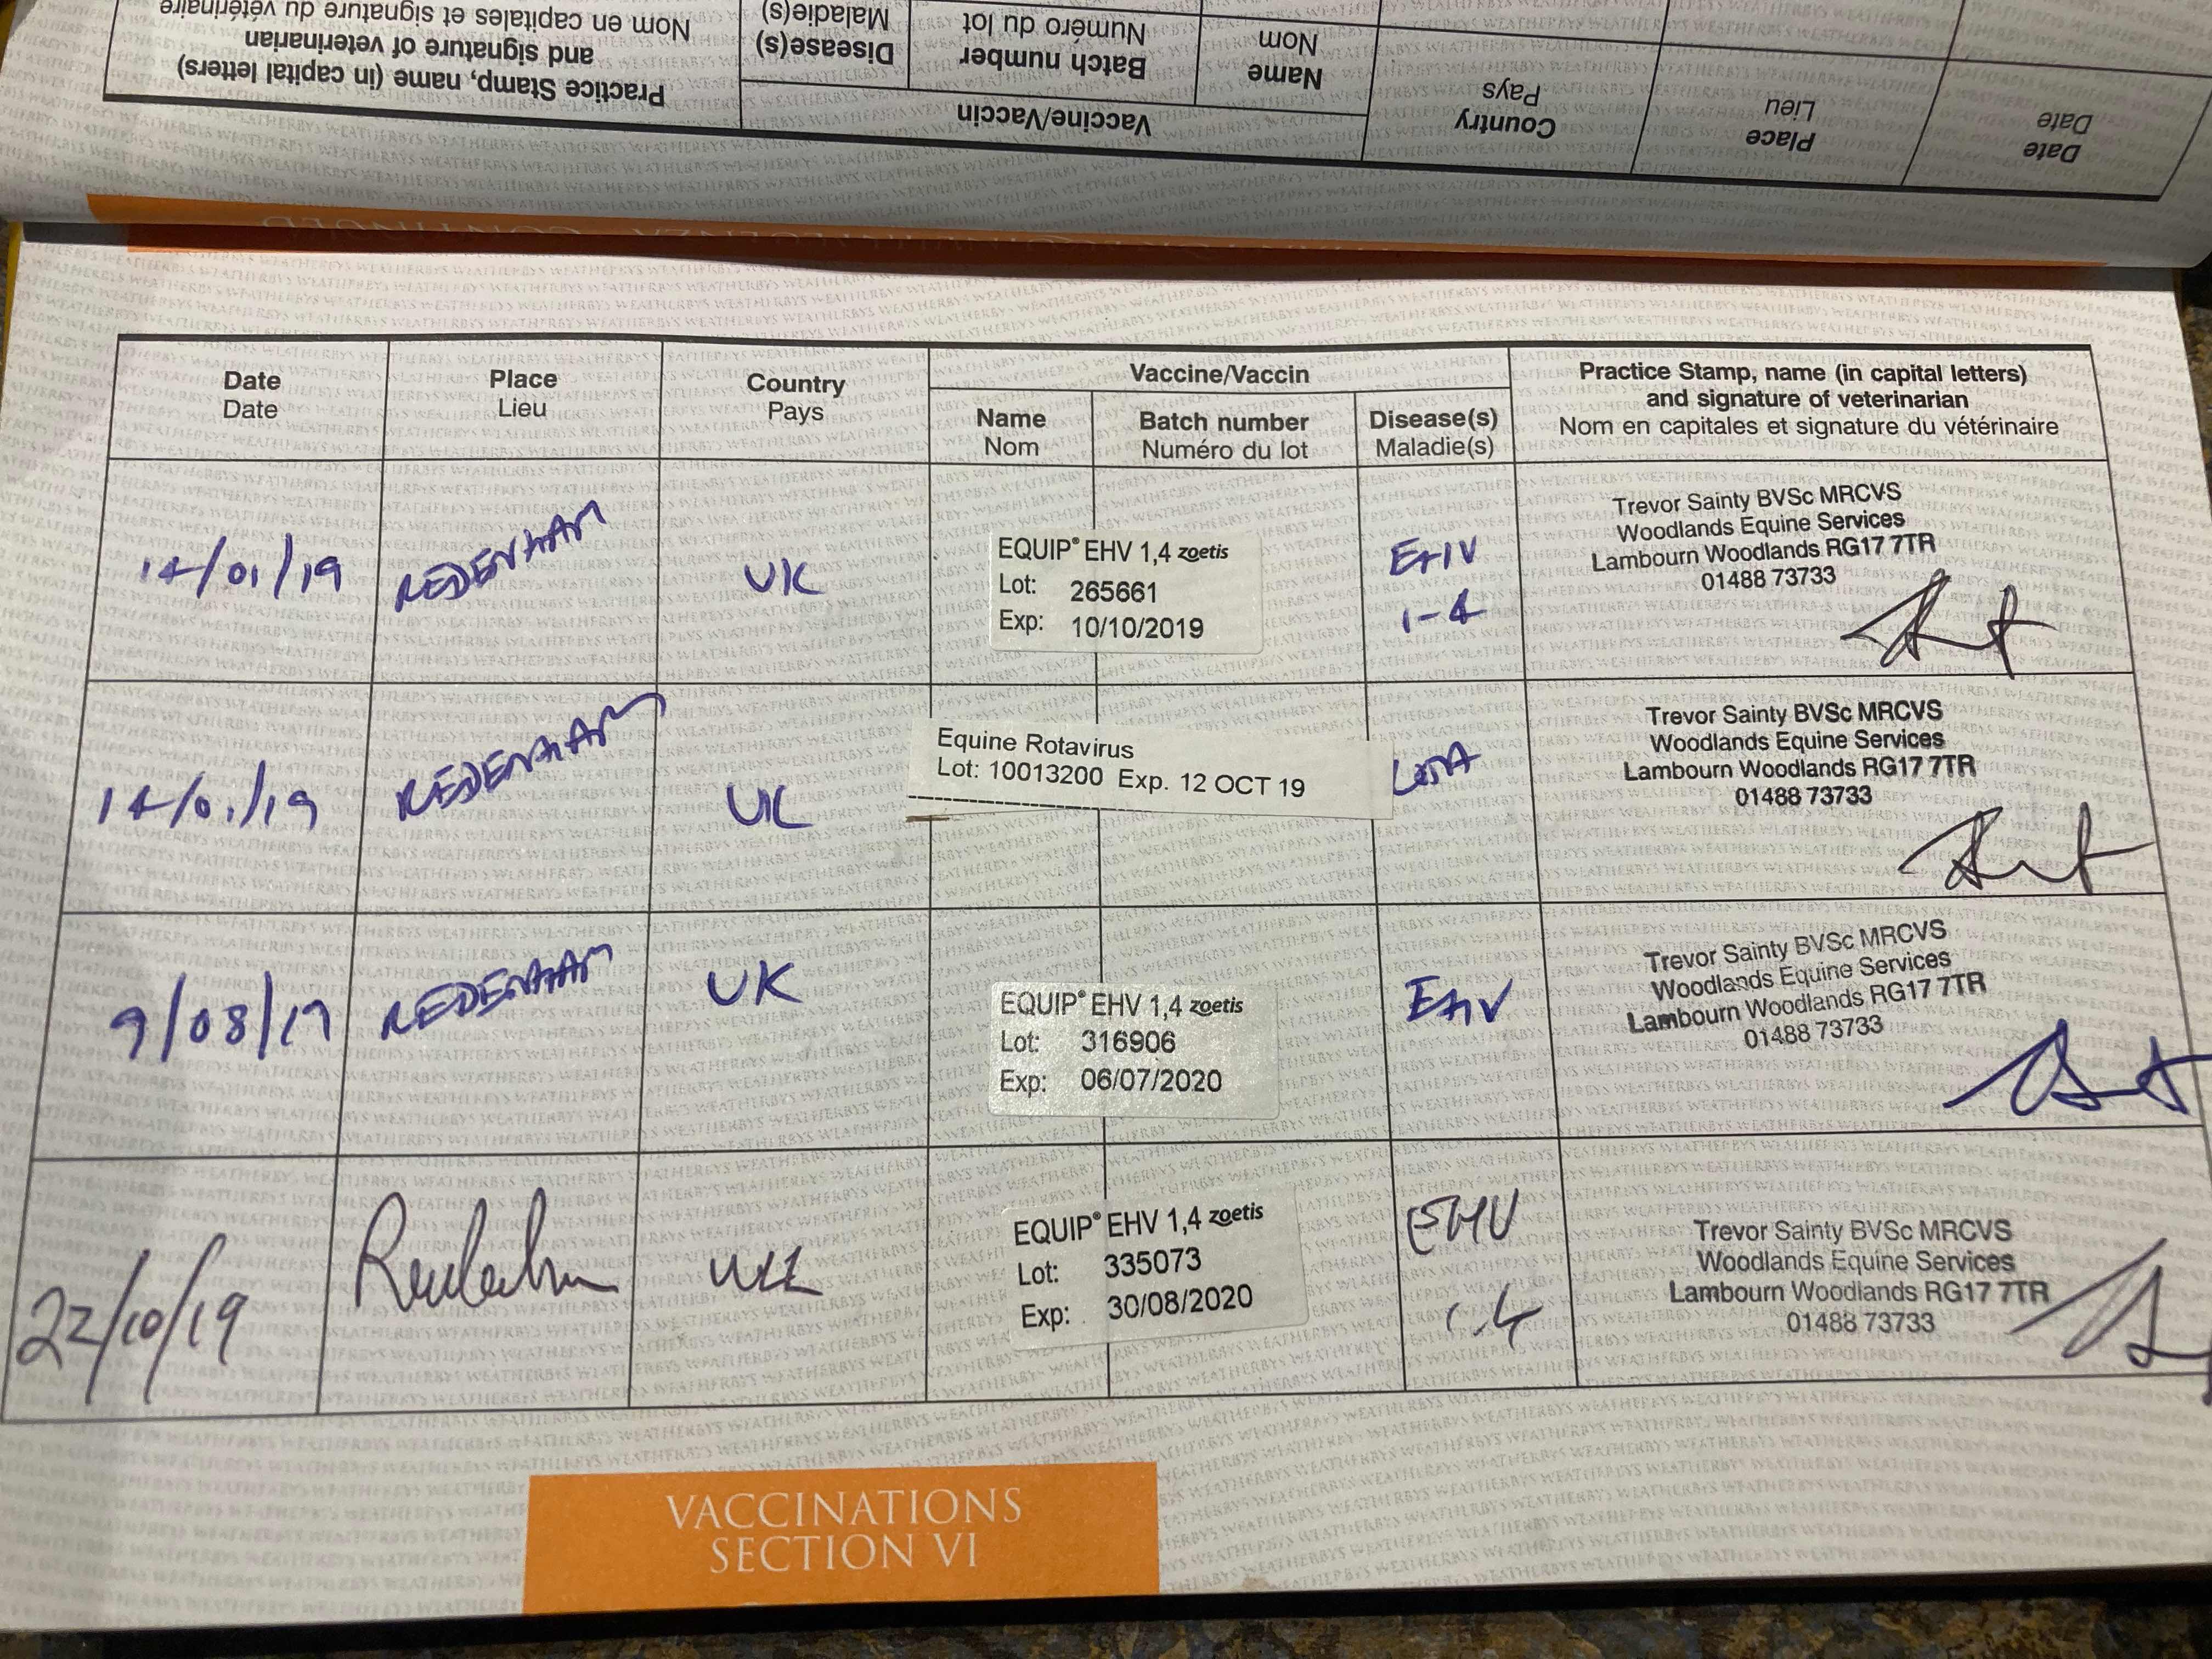 Practice Stamp, name (in capital letters)
and signature of veterinarian
Nom en capitales et signature du vétérinaire
Vaccine/Vaccin
Disease(s)
Maladie(s)
Batch number
Numéro du lot
Name
Nom
Country
Pays
Place
Lieu
Date
Date
Date
Date
Place
Lieu
Country
Pays
Vaccine/Vaccin
Name
Nom
Batch number
Numéro du lot
Disease(s)
Maladie(s)
Practice Stamp, name (in capital letters)
and signature of veterinarian
Nom en capitales et signature du vétérinaire
14/01/19
REDENHAM
UK
EQUIP® EHV 1,4 zoetis
Lot: 265661
Exp: 10/10/2019
EHV
1-4
Trevor Sainty BVSc MRCVS
Woodlands Equine Services
Lambourn Woodlands RG17 7TR
01488 73733
14/01/19
REDENHAM
UK
Equine Rotavirus
Lot: 10013200 Exp. 12 OCT 19
Trevor Sainty BVSc MRCVS
Woodlands Equine Services
Lambourn Woodlands RG17 7TR
01488 73733
9/08/19
REDENHAM
UK
EQUIP® EHV 1,4 zoetis
Lot: 316906
Exp: 06/07/2020
EHV
Trevor Sainty BVSc MRCVS
Woodlands Equine Services
Lambourn Woodlands RG17 7TR
01488 73733
22/10/19
UK
EQUIP® EHV 1,4 zoetis
Lot: 335073
Exp: 30/08/2020
EHV
1.4
Trevor Sainty BVSc MRCVS
Woodlands Equine Services
Lambourn Woodlands RG17 7TR
01488 73733
VACCINATIONS
SECTION VI